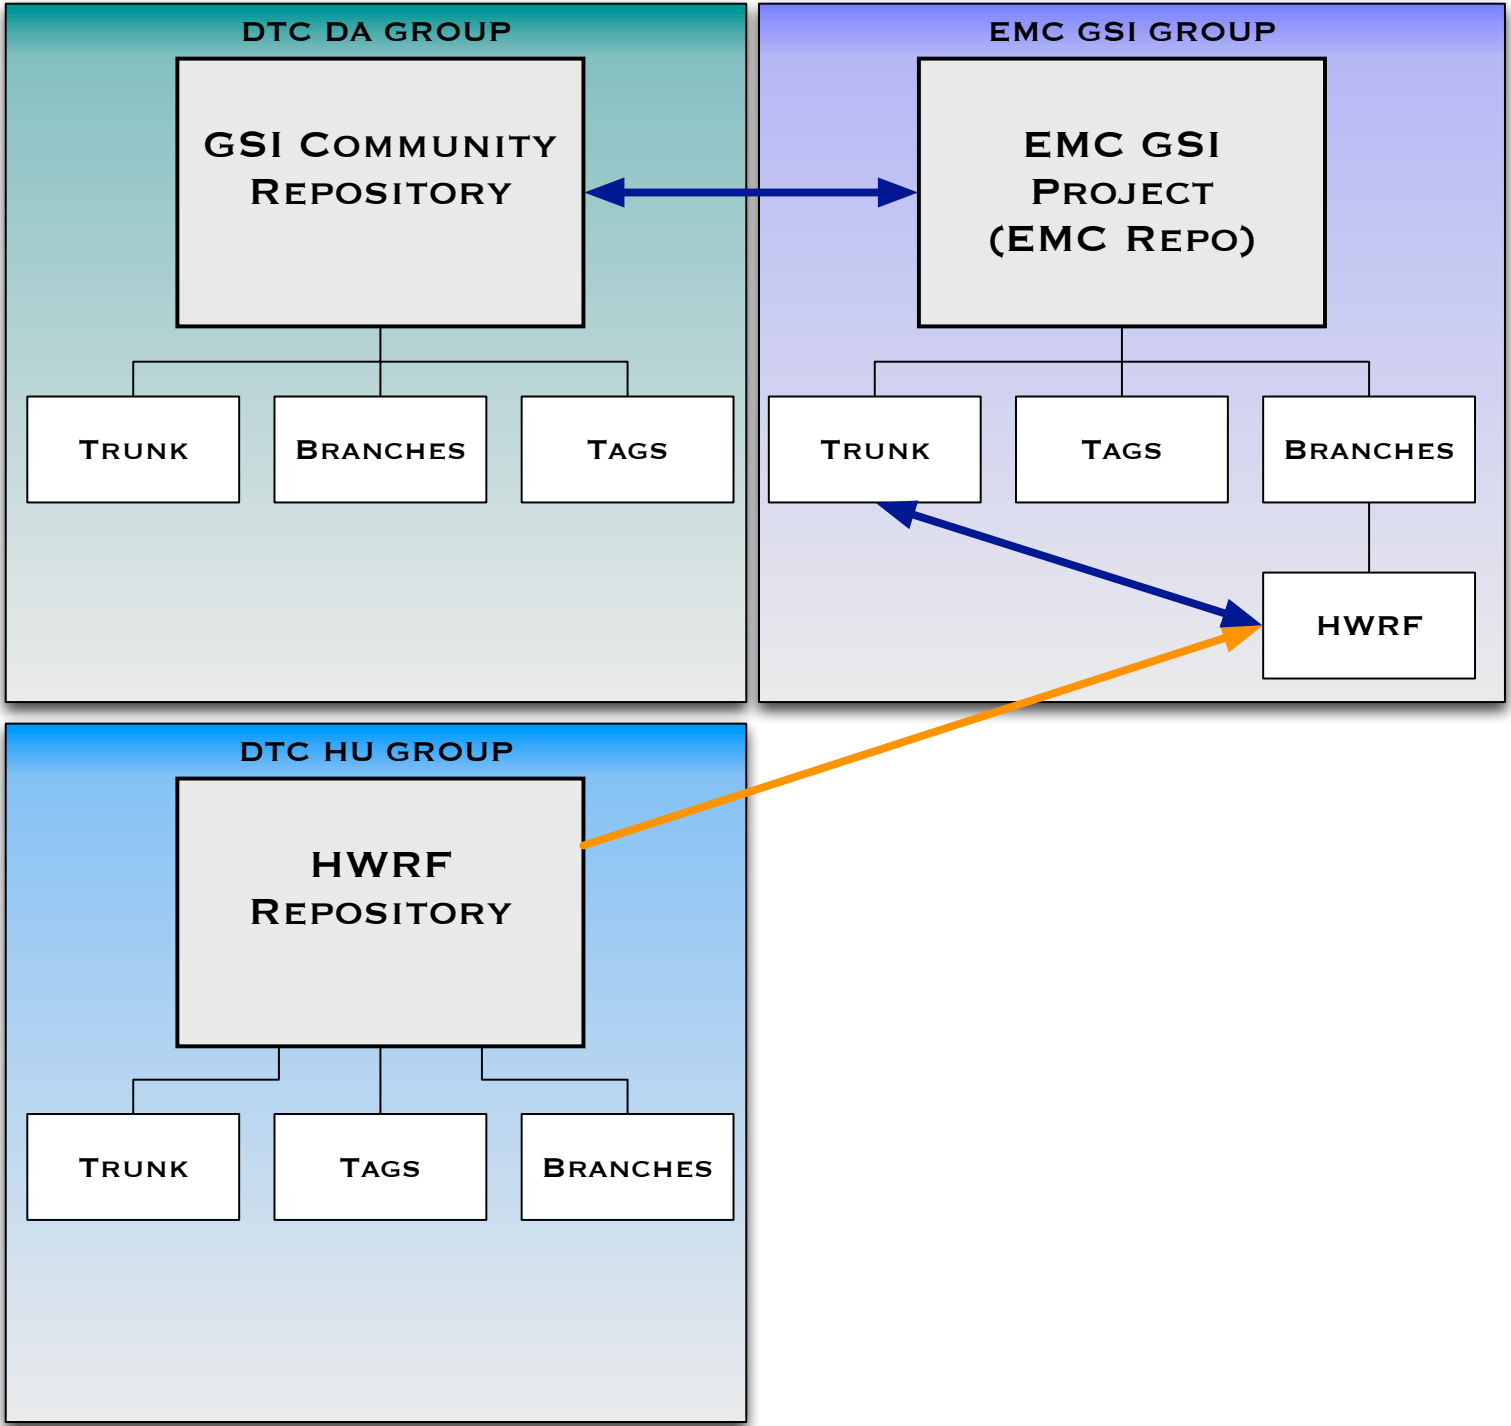 DTC DA GROUP
GSI COMMUNITY
REPOSITORY
TRUNK
BRANCHES
TAGS
EMC GSI GROUP
EMC GSI
PROJECT
(EMC REPO)
TRUNK
TAGS
BRANCHES
HWRF
DTC HU GROUP
HWRF
REPOSITORY
TRUNK
TAGS
BRANCHES